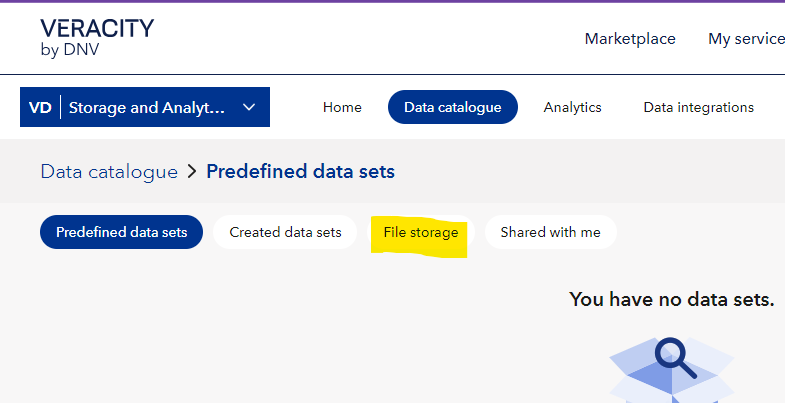 VERACITY
by DNV
Marketplace My service
VD Storage and Analyt...
Home Data catalogue Analytics Data integrations
Data catalogue > Predefined data sets
Predefined data sets Created data sets File storage Shared with me
You have no data sets.